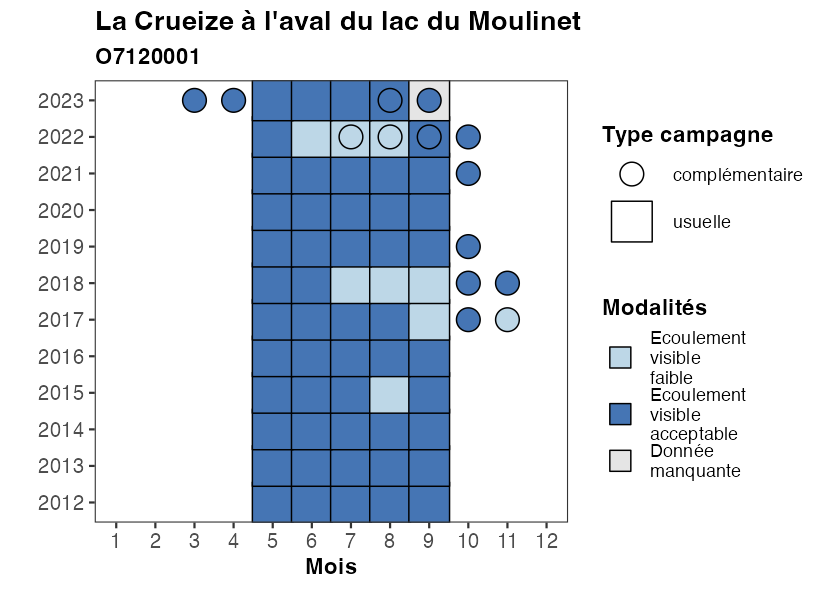 La Crueize à l'aval du lac du Moulinet
O7120001
2023
2022
2021
2020
2019
2018
2017
2016
2015
2014
2013
2012
1 2 3 4 5 6 7 8 9 10 11 12
Mois
Type campagne
complémentaire
usuelle
Modalités
Ecoulement
visible
faible
Ecoulement
visible
acceptable
Donnée
manquante